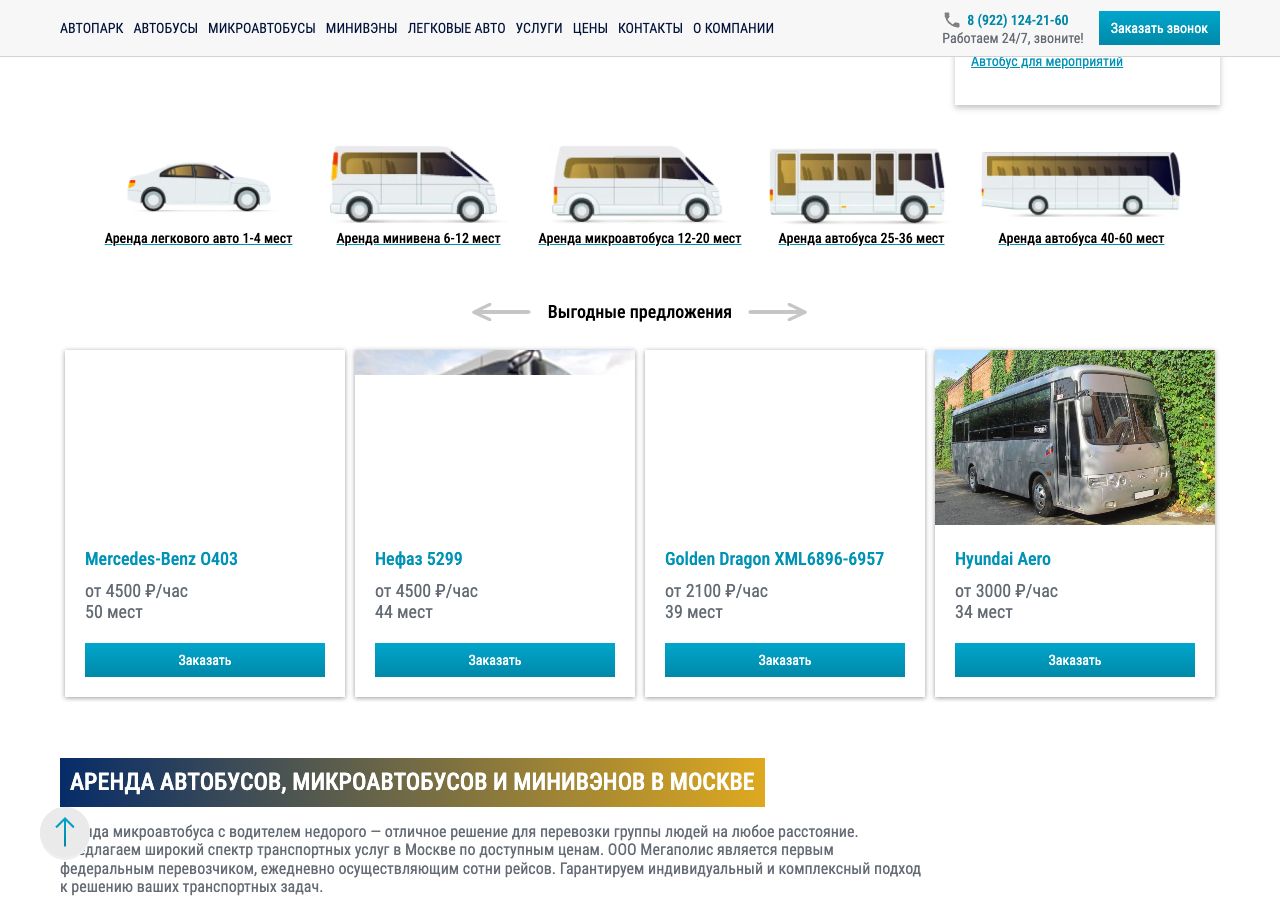 АВТОПАРК АВТОБУСЫ МИКРОАВТОБУСЫ МИНИВЭНЫ ЛЕГКОВЫЕ АВТО УСЛУГИ ЦЕНЫ КОНТАКТЫ О КОМПАНИИ
8 (922) 124-21-60
Работаем 24/7, звоните!
Заказать звонок
Автобус для мероприятий
Аренда легкового авто 1-4 мест
Аренда минивена 6-12 мест
Аренда микроавтобуса 12-20 мест
Аренда автобуса 25-36 мест
Аренда автобуса 40-60 мест
Выгодные предложения
Mercedes-Benz O403
от 4500 ₽/час
50 мест
Заказать
Нефаз 5299
от 4500 ₽/час
44 мест
Заказать
Golden Dragon XML6896-6957
от 2100 ₽/час
39 мест
Заказать
Hyundai Aero
от 3000 ₽/час
34 мест
Заказать
АРЕНДА АВТОБУСОВ, МИКРОАВТОБУСОВ И МИНИВЭНОВ В МОСКВЕ
микроавтобуса с водителем недорого — отличное решение для перевозки группы людей на любое расстояние.
широкий спектр транспортных услуг в Москве по доступным ценам. ООО Мегаполис является первым
федеральным перевозчиком, ежедневно осуществляющим сотни рейсов. Гарантируем индивидуальный и комплексный подход
к решению ваших транспортных задач.